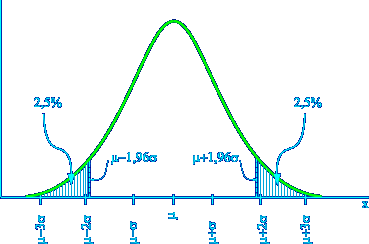 2,5% 2,5%
μ−1,96σ μ+1,96σ
z
μ−3σ μ−2σ μ−σ μ μ+σ μ+2σ μ+3σ